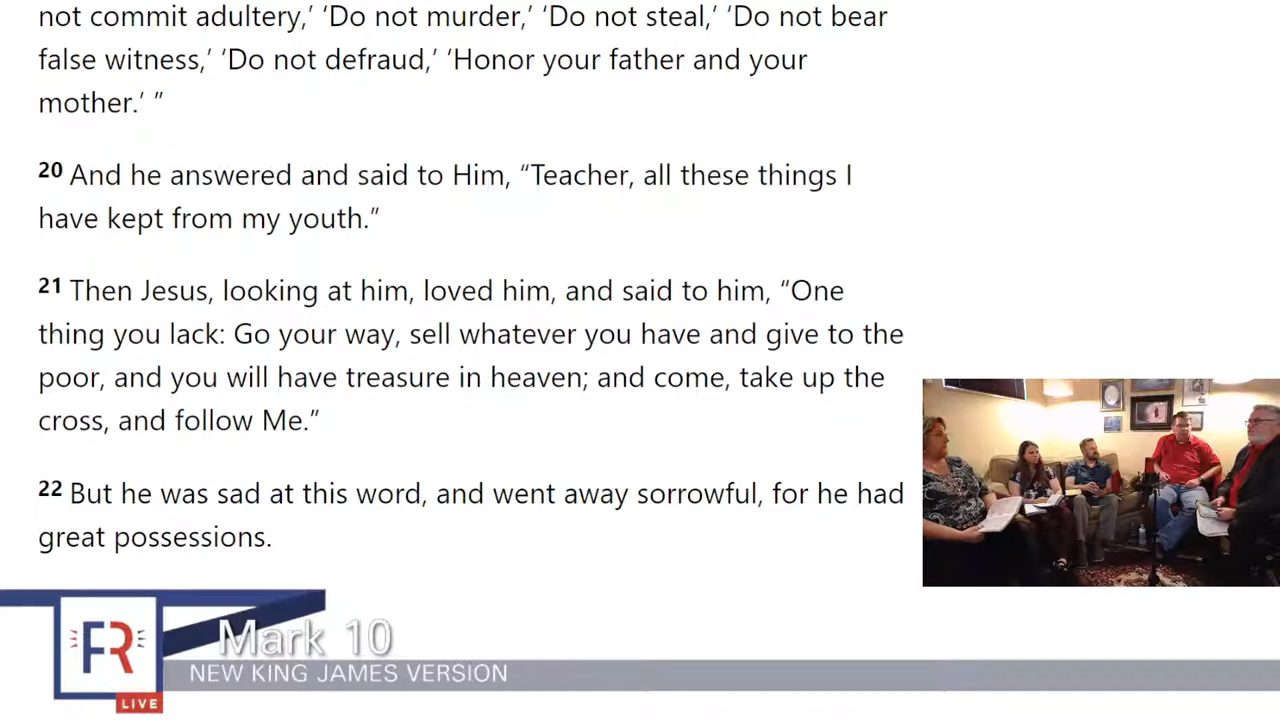 not commit adultery,’ ‘Do not murder,’ ‘Do not steal,’ ‘Do not bear
false witness,’ ‘Do not defraud,’ ‘Honor your father and your
mother.’ ”
20 And he answered and said to Him, “Teacher, all these things I
have kept from my youth.”
21 Then Jesus, looking at him, loved him, and said to him, “One
thing you lack: Go your way, sell whatever you have and give to the
poor, and you will have treasure in heaven; and come, take up the
cross, and follow Me.”
22 But he was sad at this word, and went away sorrowful, for he had
great possessions.
FR
LIVE
Mark 10
NEW KING JAMES VERSION